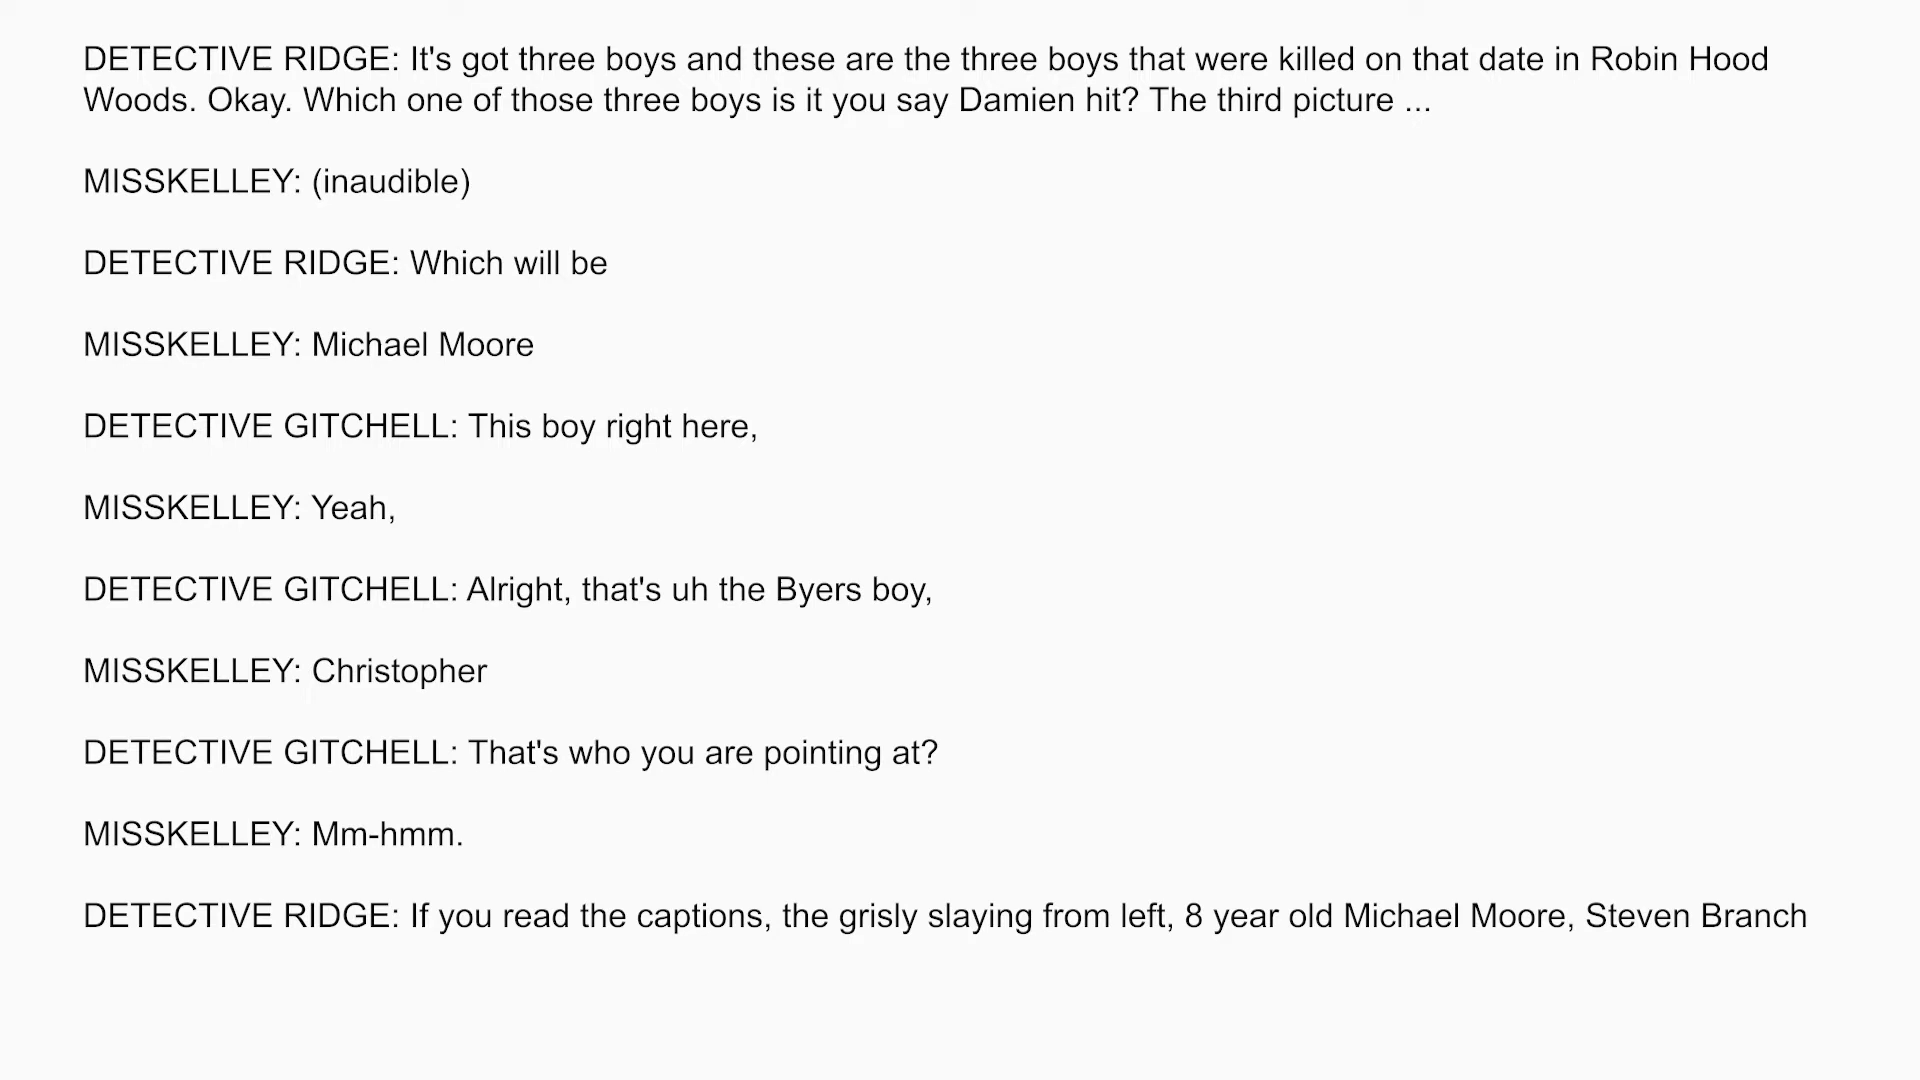 DETECTIVE RIDGE: It's got three boys and these are the three boys that were killed on that date in Robin Hood
Woods. Okay. Which one of those three boys is it you say Damien hit? The third picture ...
MISSKELLEY: (inaudible)
DETECTIVE RIDGE: Which will be
MISSKELLEY: Michael Moore
DETECTIVE GITCHELL: This boy right here,
MISSKELLEY: Yeah,
DETECTIVE GITCHELL: Alright, that's uh the Byers boy,
MISSKELLEY: Christopher
DETECTIVE GITCHELL: That's who you are pointing at?
MISSKELLEY: Mm-hmm.
DETECTIVE RIDGE: If you read the captions, the grisly slaying from left, 8 year old Michael Moore, Steven Branch